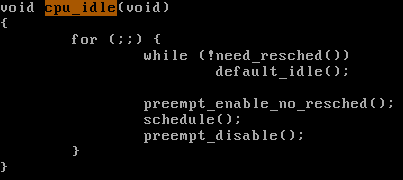 void cpu_idle(void)
{
        for (;;) {
                while (!need_resched())
                        default_idle();

                preempt_enable_no_resched();
                schedule();
                preempt_disable();
        }
}